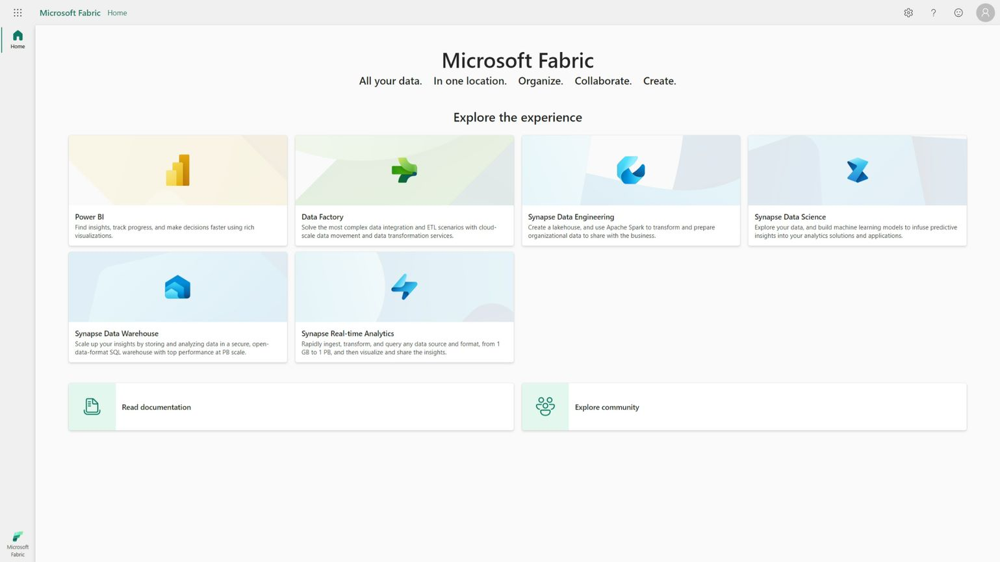 Microsoft Fabric Home
?
Home
Microsoft Fabric
All your data. In one location. Organize. Collaborate. Create.
Explore the experience
Power BI
Find insights, track progress, and make decisions faster using rich
visualizations.
Data Factory
Solve the most complex data integration and ETL scenarios with cloud-
scale data movement and data transformation services.
Synapse Data Engineering
Create a lakehouse, and use Apache Spark to transform and prepare
organizational data to share with the business.
Synapse Data Science
Explore your data, and build machine learning models to infuse predictive
insights into your analytics solutions and applications.
Synapse Data Warehouse
Scale up your insights by storing and analyzing data in a secure, open-
data-format SQL warehouse with top performance at PB scale.
Synapse Real-time Analytics
Rapidly ingest, transform, and query any data source and format, from 1
GB to 1 PB, and then visualize and share the insights.
Read documentation
Explore community
Microsoft
Fabric